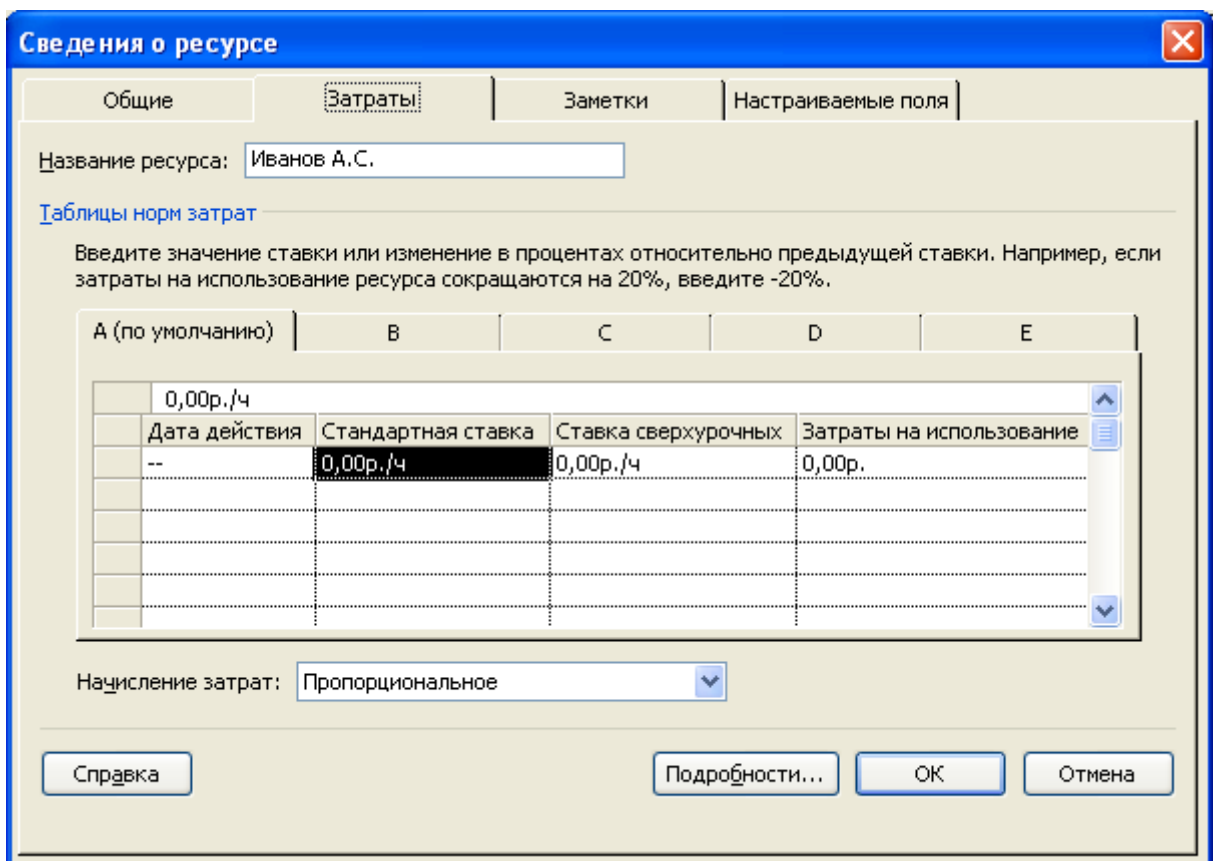 Сведения о ресурсе
Общие Затраты Заметки Настраиваемые поля
Название ресурса: Иванов А.С.
Таблицы норм затрат
Введите значение ставки или изменение в процентах относительно предыдущей ставки. Например, если
затраты на использование ресурса сокращаются на 20%, введите -20%.
A (по умолчанию) B C D E
0,00р./ч
Дата действия Стандартная ставка Ставка сверхурочных Затраты на использование
-- 0,00р./ч 0,00р./ч 0,00р.
Начисление затрат: Пропорциональное
Справка Подробности... ОК Отмена